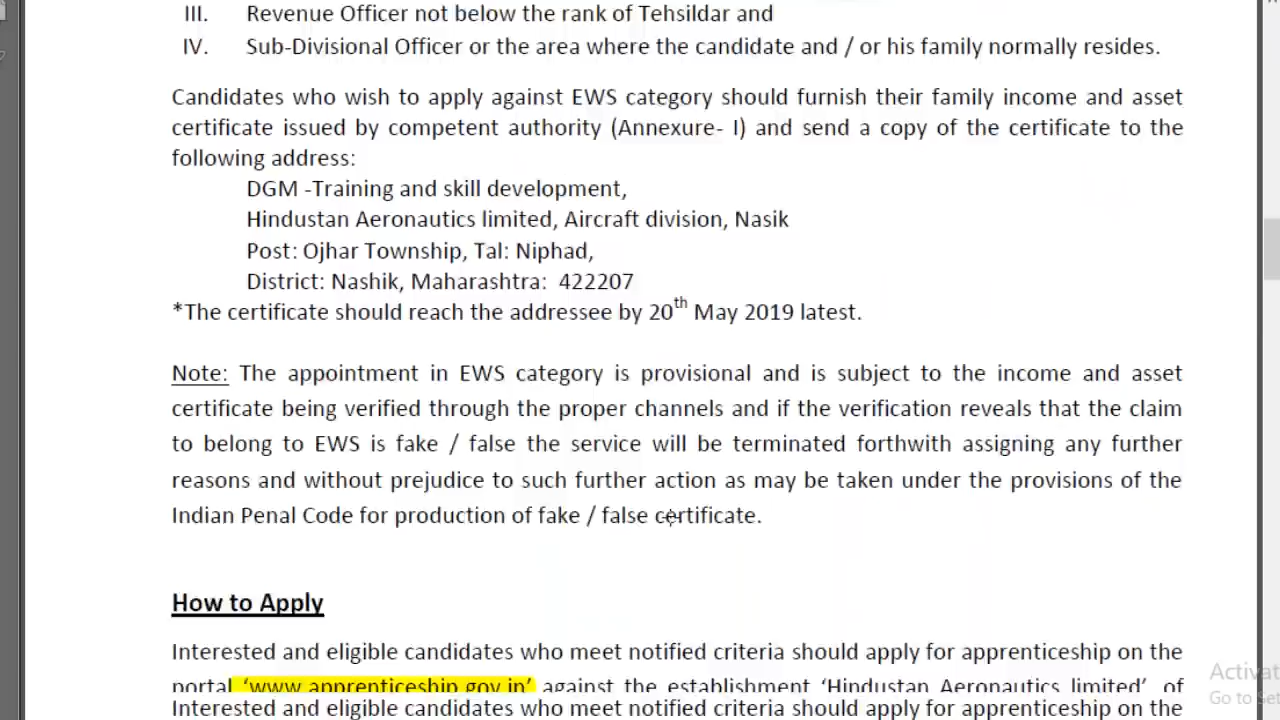 III. Revenue Officer not below the rank of Tehsildar and
IV. Sub-Divisional Officer or the area where the candidate and / or his family normally resides.
Candidates who wish to apply against EWS category should furnish their family income and asset
certificate issued by competent authority (Annexure- I) and send a copy of the certificate to the
following address:
DGM -Training and skill development,
Hindustan Aeronautics limited, Aircraft division, Nasik
Post: Ojhar Township, Tal: Niphad,
District: Nashik, Maharashtra: 422207
*The certificate should reach the addressee by 20th May 2019 latest.
Note: The appointment in EWS category is provisional and is subject to the income and asset
certificate being verified through the proper channels and if the verification reveals that the claim
to belong to EWS is fake / false the service will be terminated forthwith assigning any further
reasons and without prejudice to such further action as may be taken under the provisions of the
Indian Penal Code for production of fake / false certificate.
How to Apply
Interested and eligible candidates who meet notified criteria should apply for apprenticeship on the
portal 'www.apprenticeship.gov.in' against the establishment 'Hindustan Aeronautics limited' of
Interested and eligible candidates who meet notified criteria should apply for apprenticeship on the
Activat
Go to Set